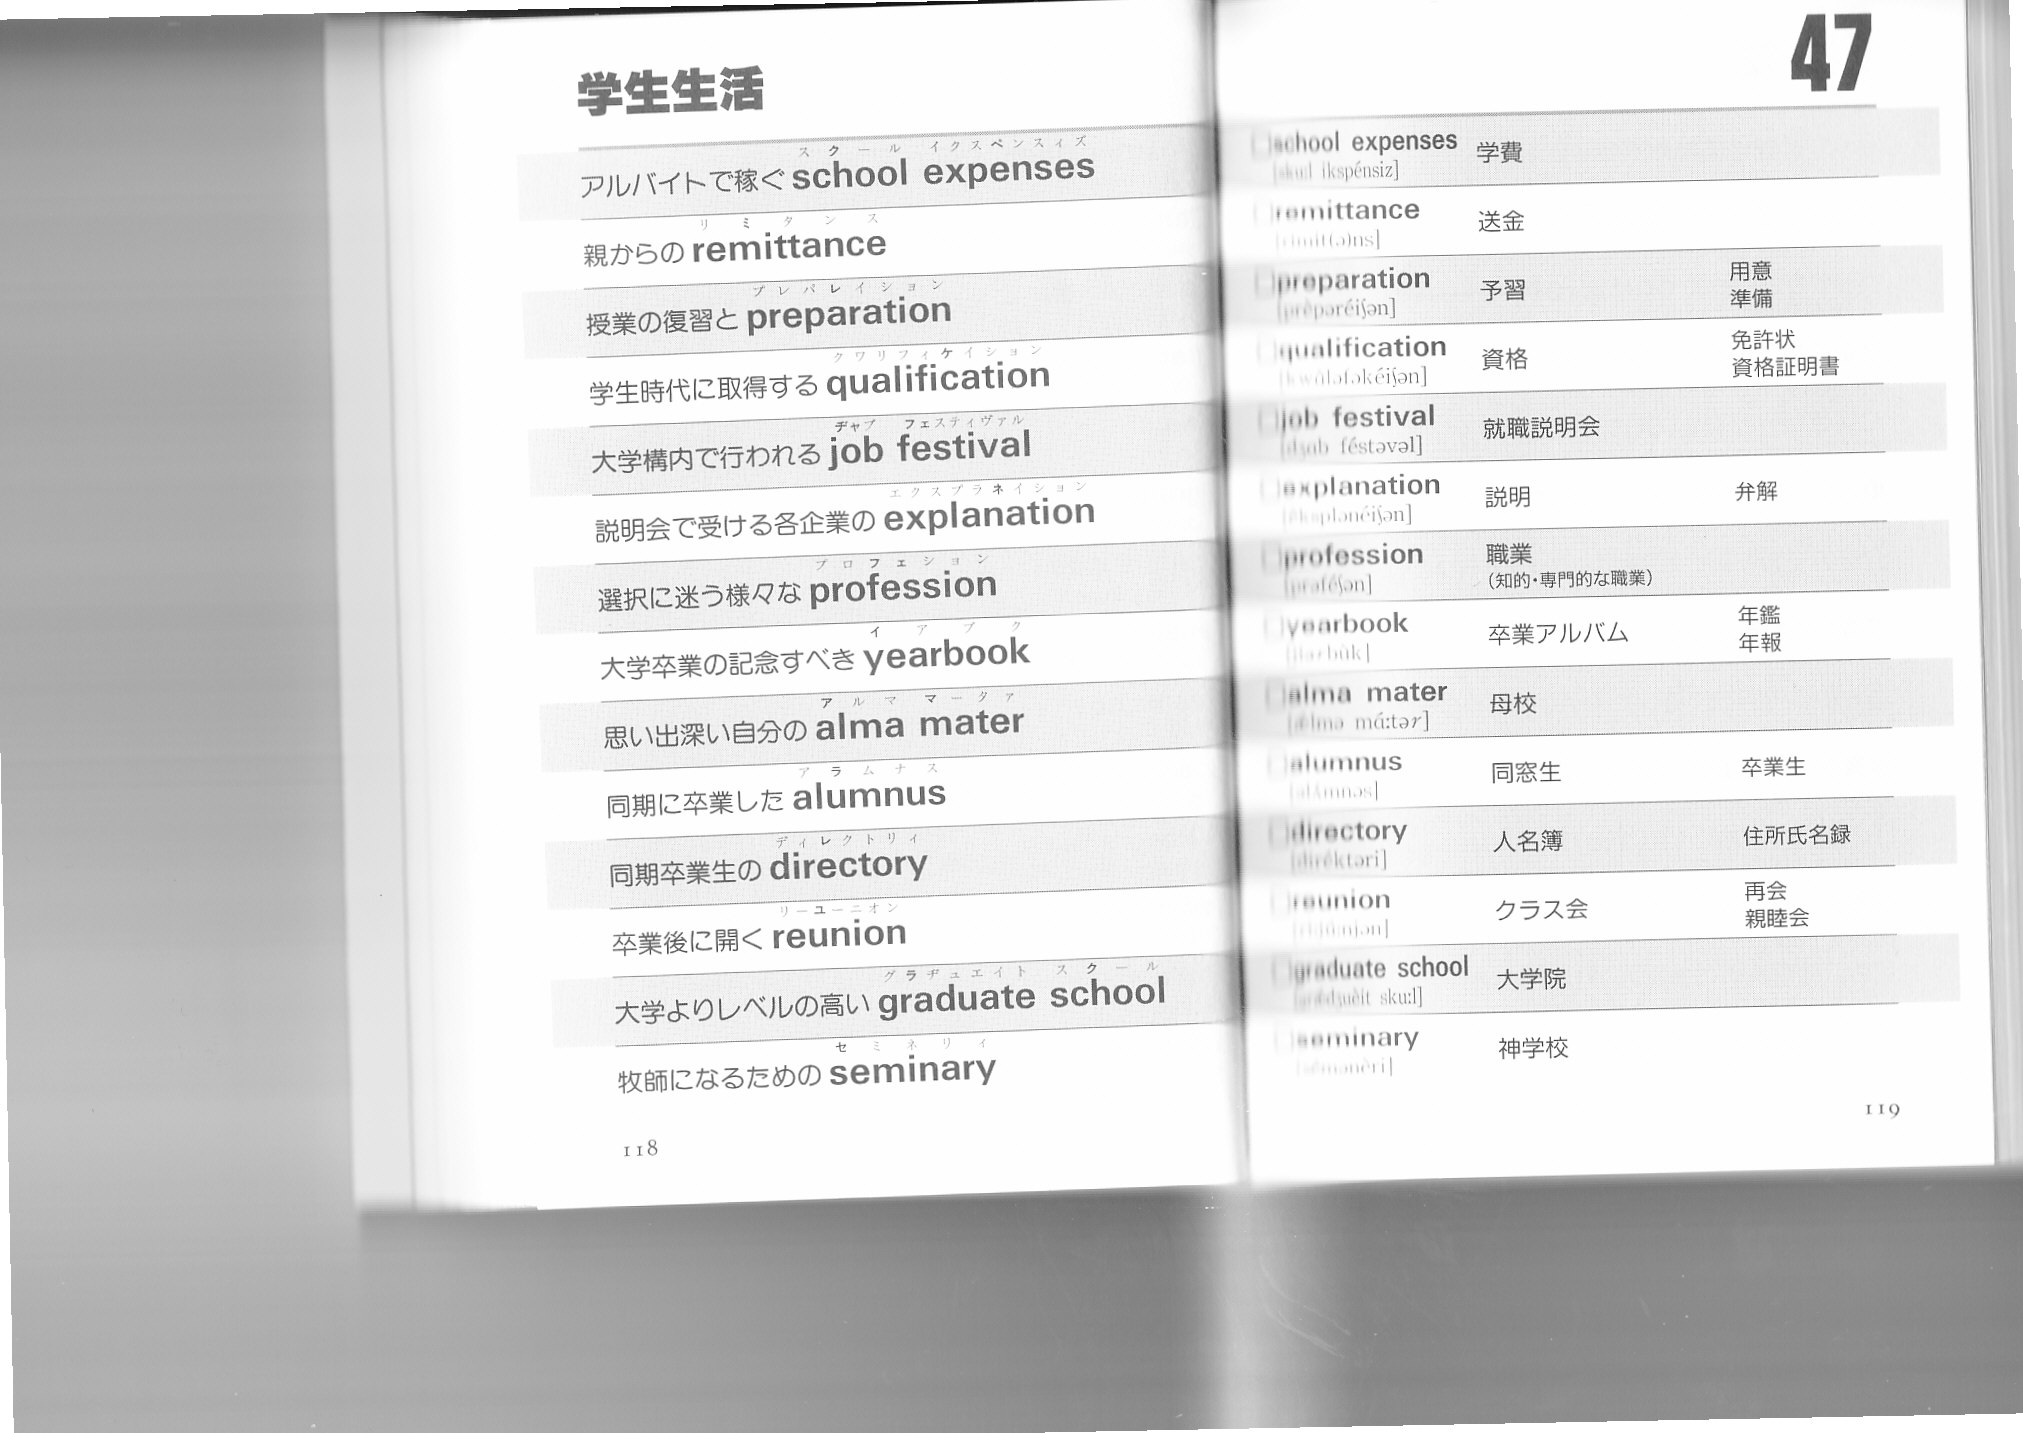 学生生活
スクール イクスペンスィズ
アルバイトで稼ぐ school expenses
リミタンス
親からの remittance
プレパレイション
授業の復習と preparation
クワリフィケイション
学生時代に取得する qualification
ヂャブ フェスティヴァル
大学構内で行われる job festival
エクスプラネイション
説明会で受ける各企業の explanation
プロフェション
選択に迷う様々な profession
イアブク
大学卒業の記念すべき yearbook
アルマ マータァ
思い出深い自分の alma mater
アラムナス
同期に卒業した alumnus
ディレクトリィ
同期卒業生の directory
リーユーニオン
卒業後に開く reunion
グラヂュエイト スクール
大学よりレベルの高い graduate school
セミネリィ
牧師になるための seminary
118
47
school expenses 学費
[sku:l ikspénsiz]
remittance 送金
preparation 予習 用意
[prèpəréiʃən] 準備
qualification 資格 免許状
資格証明書
job festival 就職説明会
féstəvəl]
explanation 説明 弁解
profession 職業
[prəféʃən] (知的・専門的な職業)
yearbook 卒業アルバム 年鑑
年報
alma mater 母校
má:tər]
alumnus 同窓生 卒業生
directory 人名簿 住所氏名録
[diréktəri]
reunion クラス会 再会
親睦会
graduate school 大学院
sku:l]
seminary 神学校
119